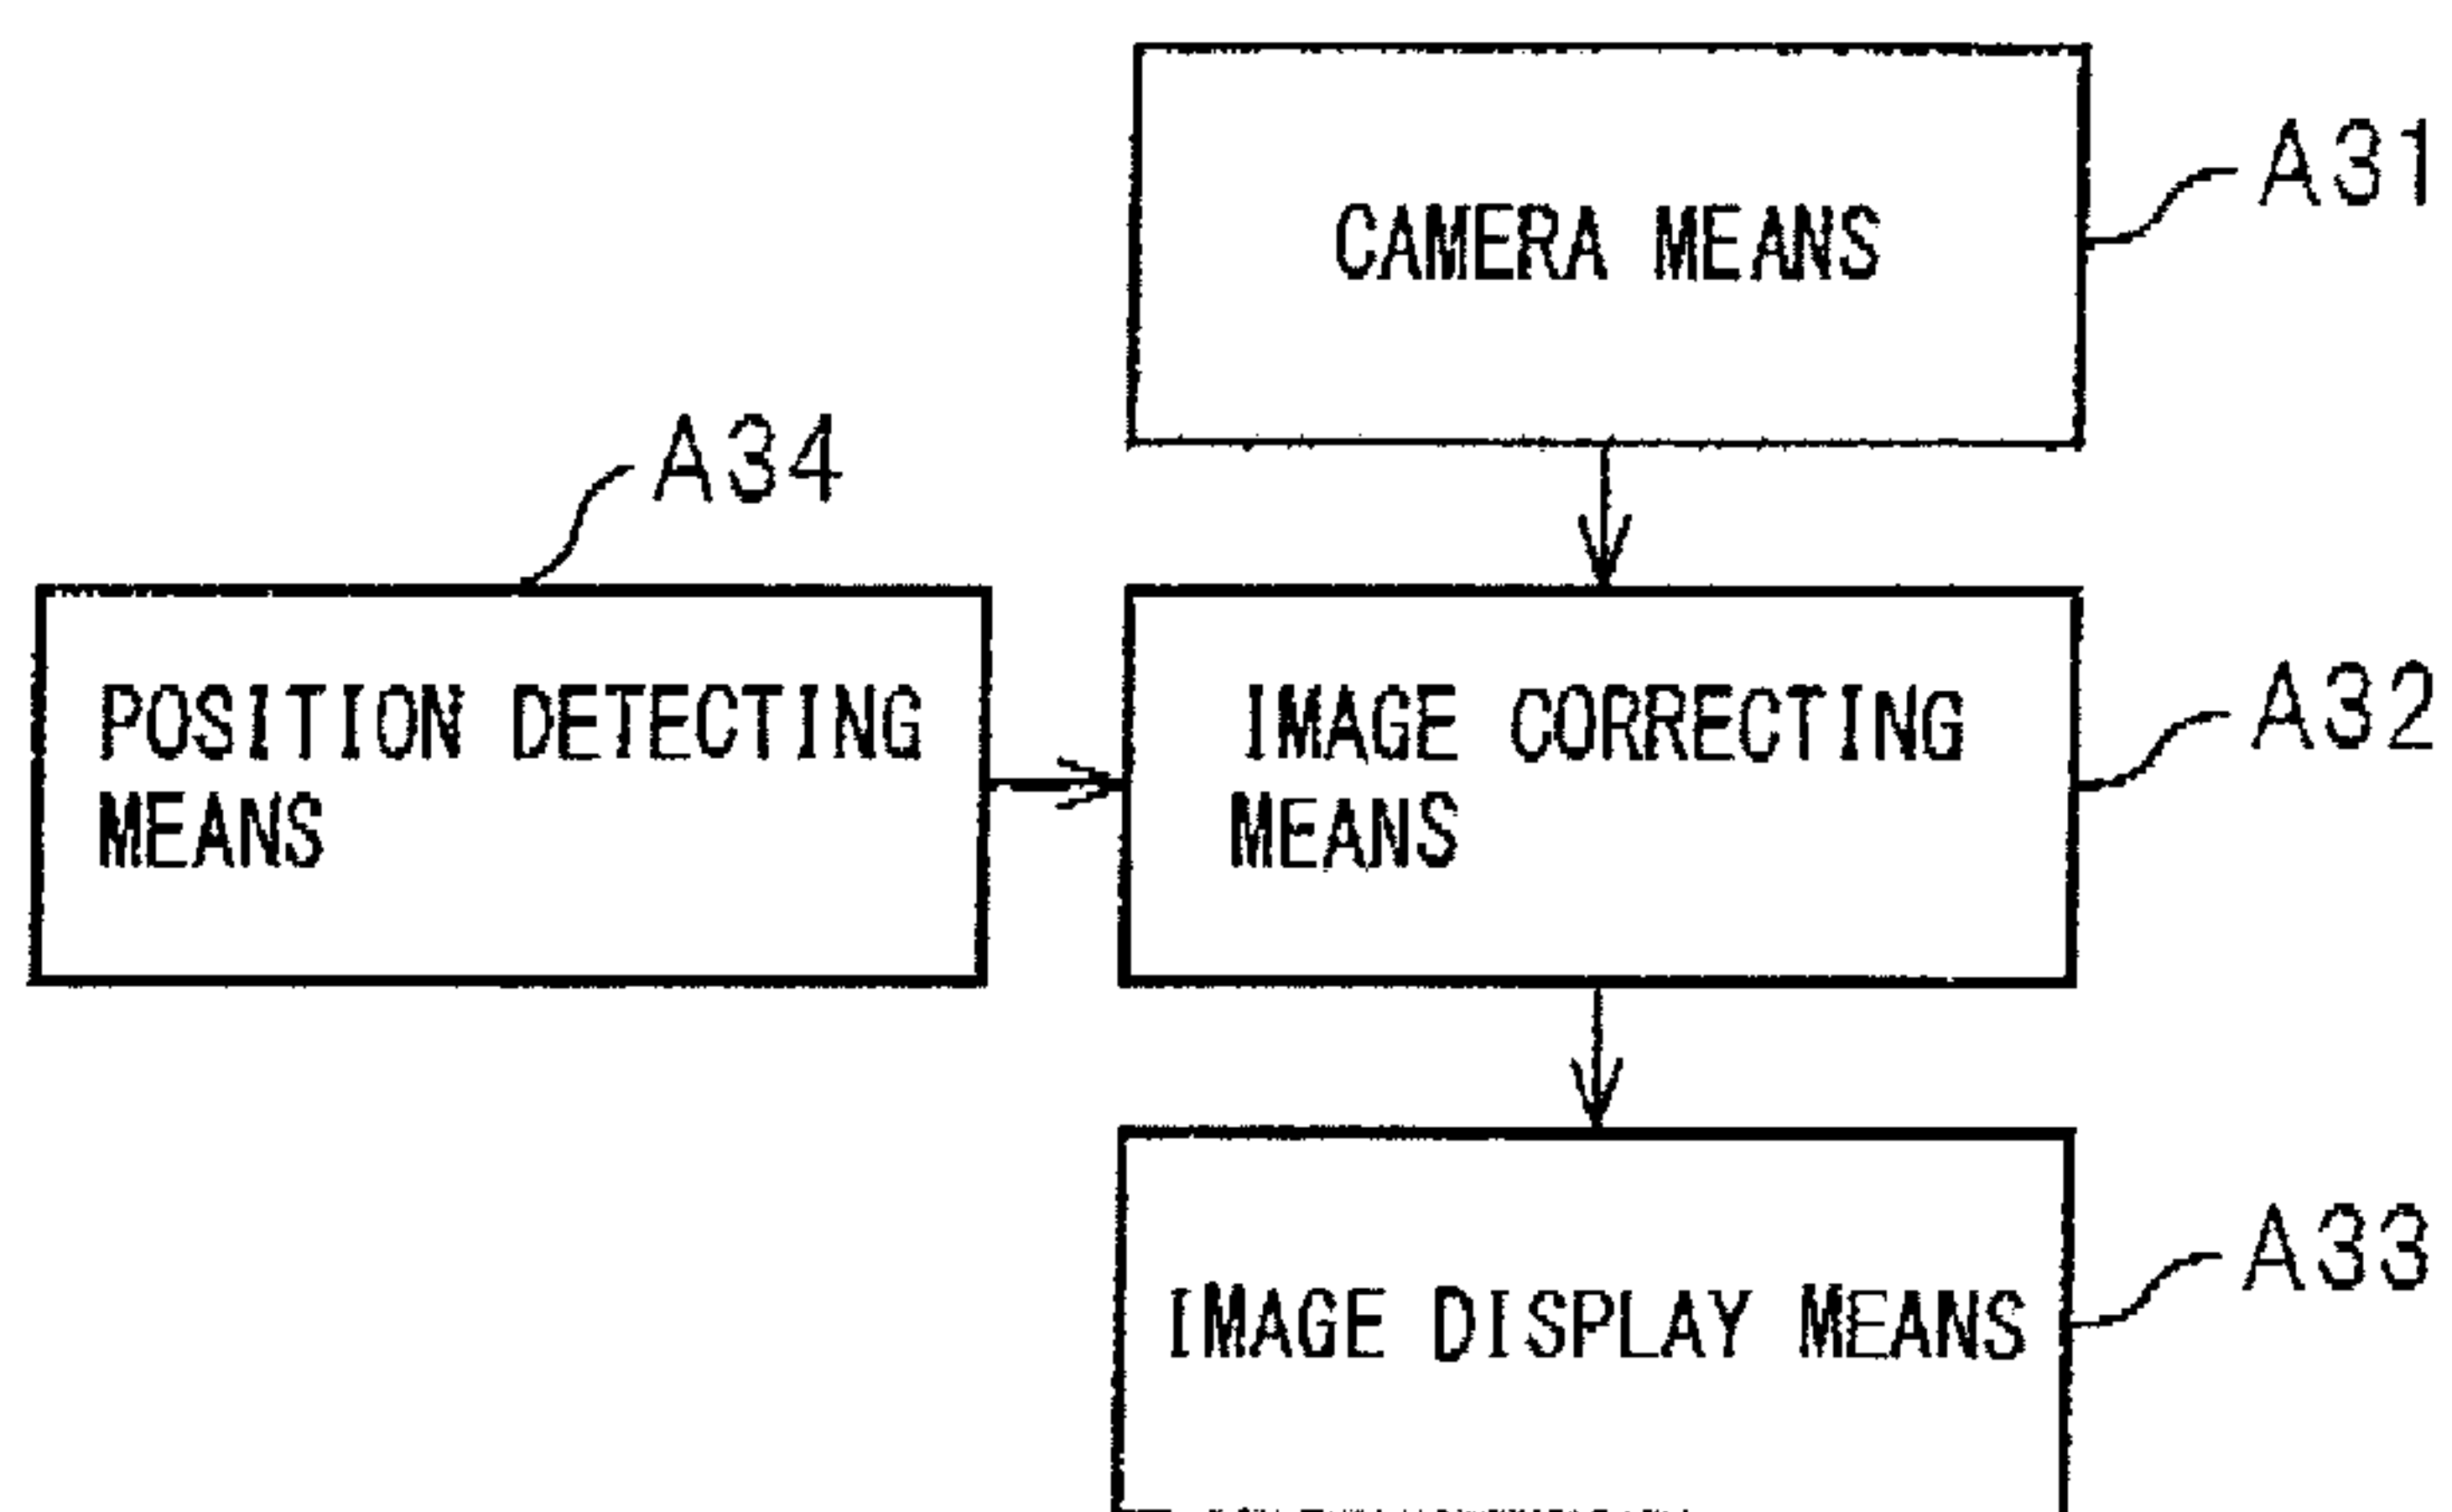 CAMERA MEANS
A31
A34
POSITION DETECTING
MEANS
IMAGE CORRECTING
MEANS
A32
IMAGE DISPLAY MEANS
A33